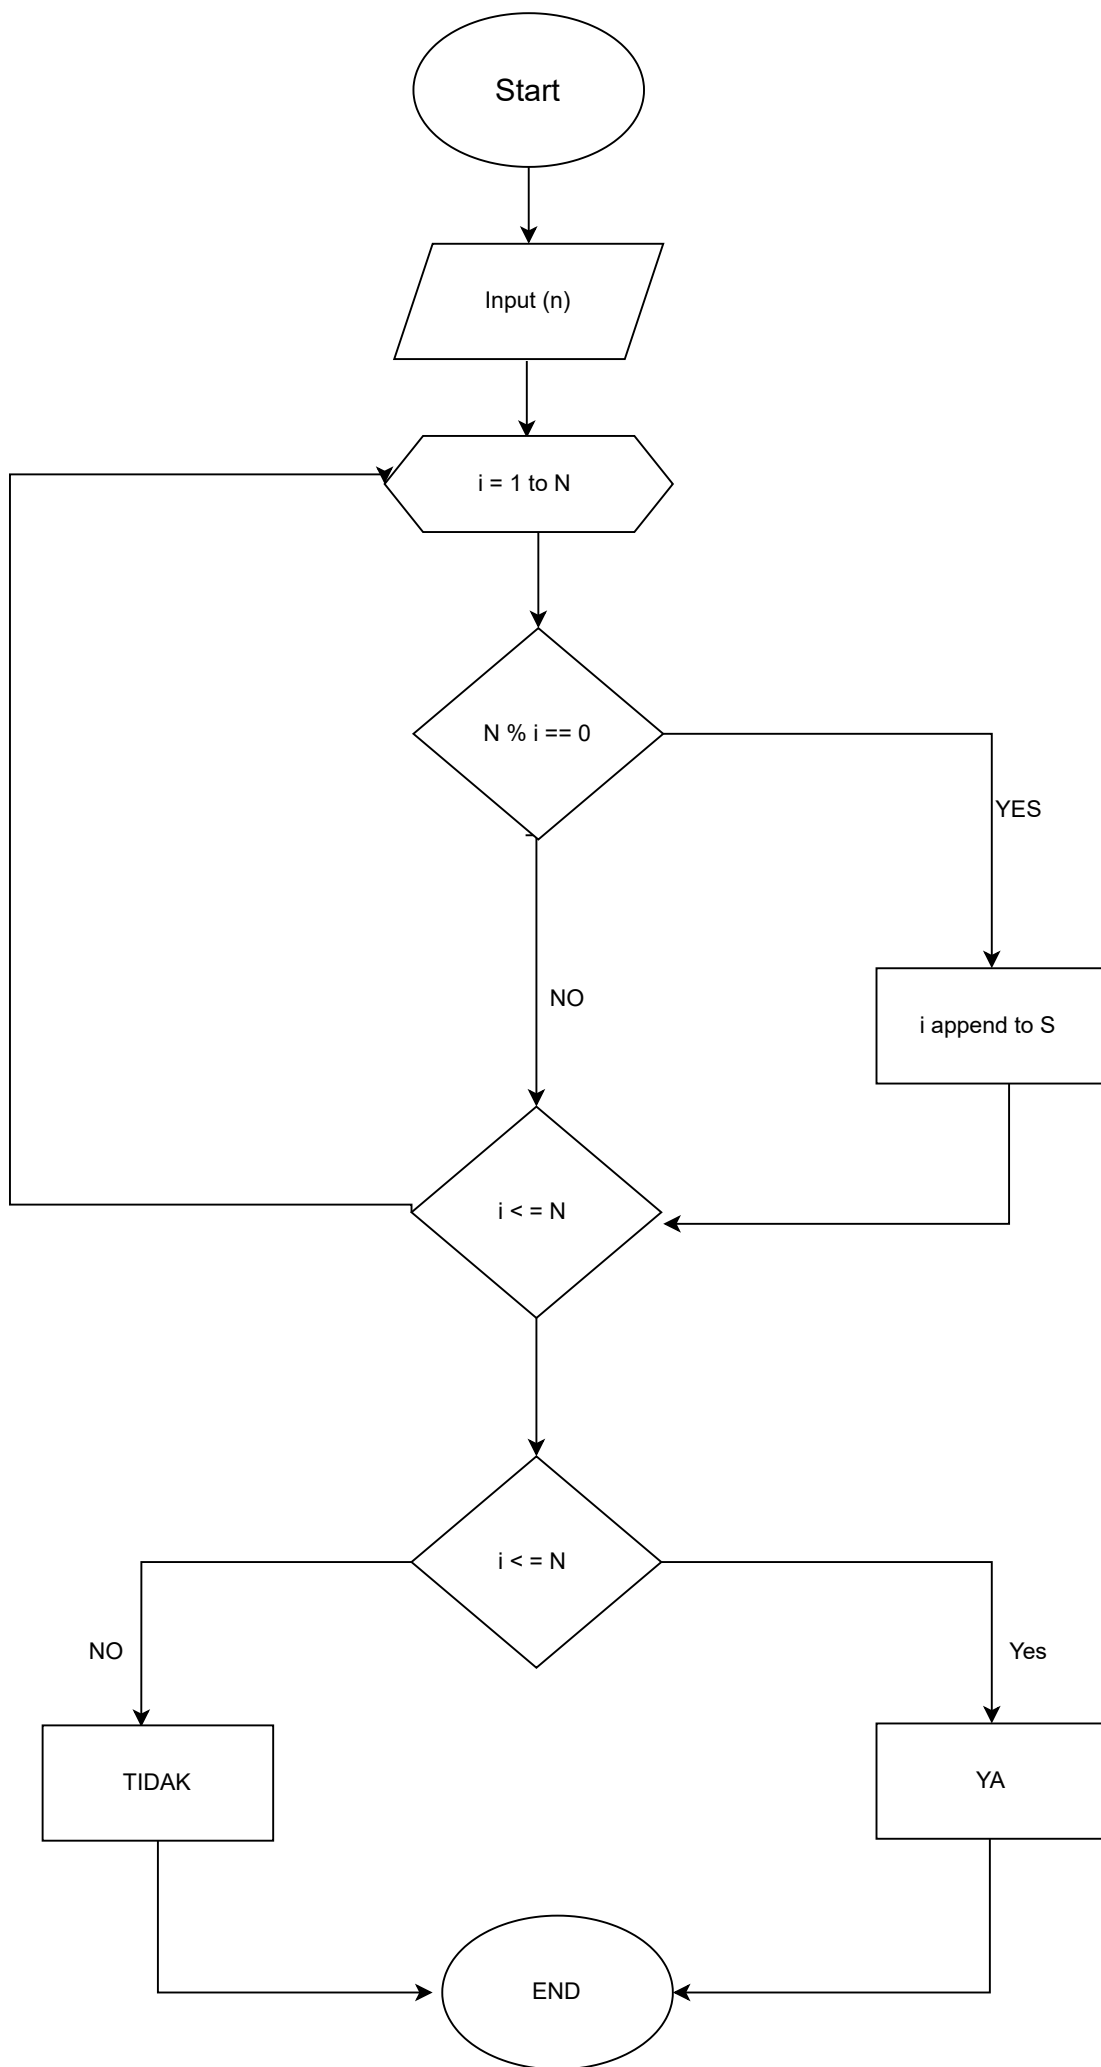 Start
Input (n)
i = 1 to N
N % i == 0
YES
NO
i append to S
i < = N
i < = N
NO
Yes
TIDAK
YA
END